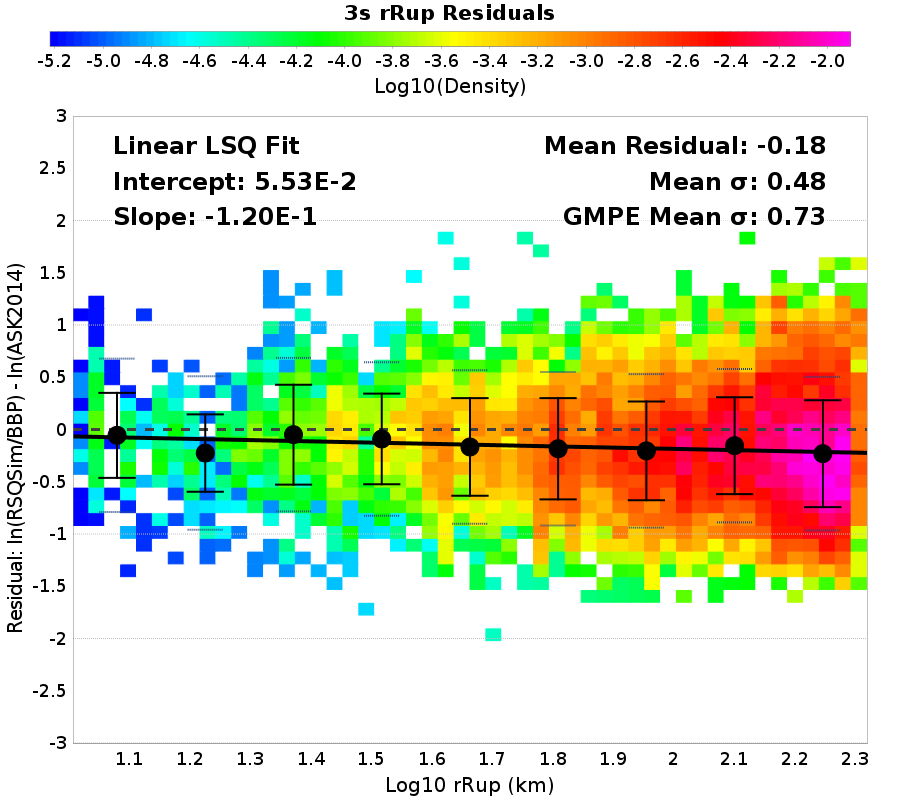 3s rRup Residuals
-5.2 -5.0 -4.8 -4.6 -4.4 -4.2 -4.0 -3.8 -3.6 -3.4 -3.2 -3.0 -2.8 -2.6 -2.4 -2.2 -2.0
Log10(Density)
Linear LSQ Fit
Intercept: 5.53E-2
Slope: -1.20E-1
Mean Residual: -0.18
Mean σ: 0.48
GMPE Mean σ: 0.73
Residual: ln(RSQSim/BBP) - ln(ASK2014)
3
2.5
2
1.5
1
0.5
0
-0.5
-1
-1.5
-2
-2.5
-3
1.1 1.2 1.3 1.4 1.5 1.6 1.7 1.8 1.9 2 2.1 2.2 2.3
Log10 rRup (km)